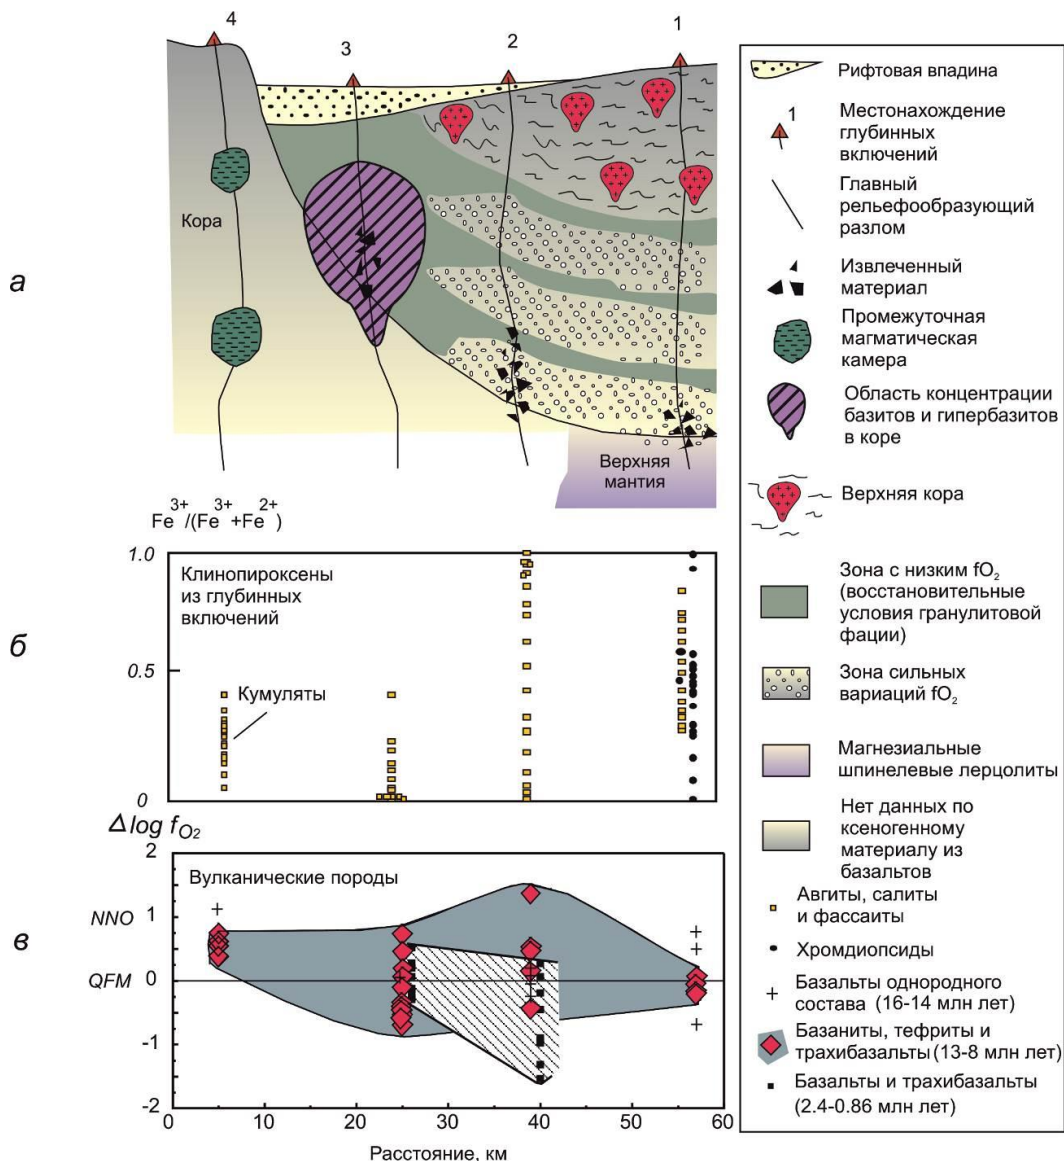 4
3
2
1
а
Кора
Верхняя
мантия
Рифтовая впадина
1
Местонахождение
глубинных
включений
Главный
рельефообразующий
разлом
Извлеченный
материал
Промежуточная
магматическая
камера
Область концентрации
базитов и гипербазитов
в коре
Верхняя кора
Зона с низким fO₂
(восстановительные
условия гранулитовой
фации)
Зона сильных
вариаций fO₂
Магнезиальные
шпинелевые лерцолиты
Нет данных по
ксеногенному
материалу из
базальтов
Авгиты, салиты
и фассаиты
Хромдиопсиды
Базальты однородного
состава (16-14 млн лет)
Базаниты, тефриты и
трахибазальты (13-8 млн лет)
Базальты и трахибазальты
(2.4-0.86 млн лет)
Fe³⁺/(Fe³⁺+Fe²⁺)
б
1.0
0.5
0
Клинопироксены
из глубинных
включений
Кумуляты
Δ log fO₂
в
2
1
0
-1
-2
NNO
QFM
Вулканические породы
0
10
20
30
40
50
60
Расстояние, км